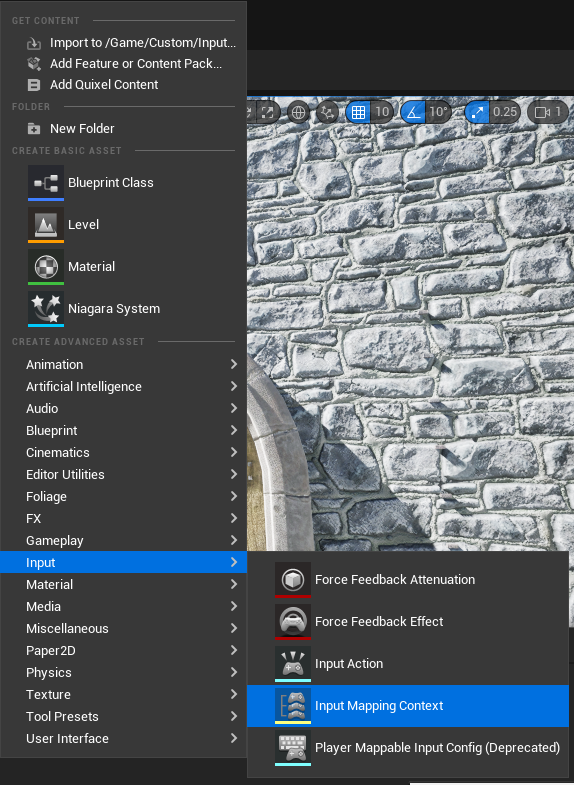 GET CONTENT
Import to /Game/Custom/Input...
Add Feature or Content Pack...
Add Quixel Content
FOLDER
New Folder
CREATE BASIC ASSET
Blueprint Class
Level
Material
Niagara System
CREATE ADVANCED ASSET
Animation
Artificial Intelligence
Audio
Blueprint
Cinematics
Editor Utilities
Foliage
FX
Gameplay
Input
Material
Media
Miscellaneous
Paper2D
Physics
Texture
Tool Presets
User Interface
10 10° 0.25 1
Force Feedback Attenuation
Force Feedback Effect
Input Action
Input Mapping Context
Player Mappable Input Config (Deprecated)